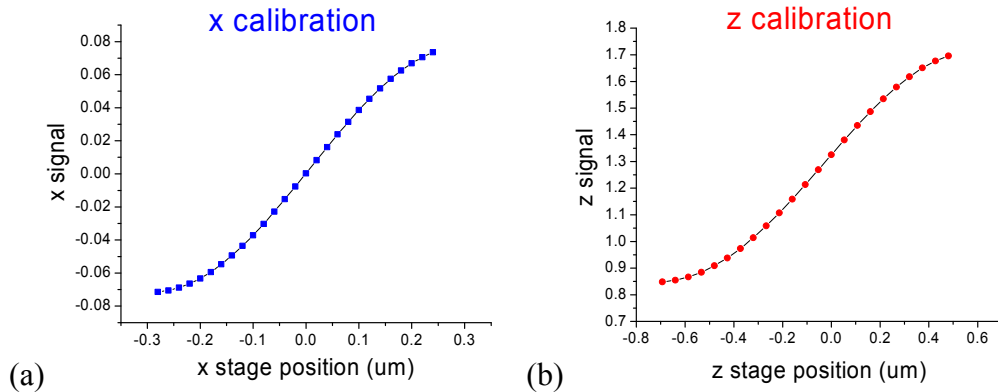 x calibration
0.08
0.06
0.04
0.02
0.00
-0.02
-0.04
-0.06
-0.08
x signal
-0.3 -0.2 -0.1 0.0 0.1 0.2 0.3
x stage position (um)
(a)
z calibration
1.8
1.7
1.6
1.5
1.4
1.3
1.2
1.1
1.0
0.9
0.8
0.7
z signal
-0.8 -0.6 -0.4 -0.2 0.0 0.2 0.4 0.6
z stage position (um)
(b)